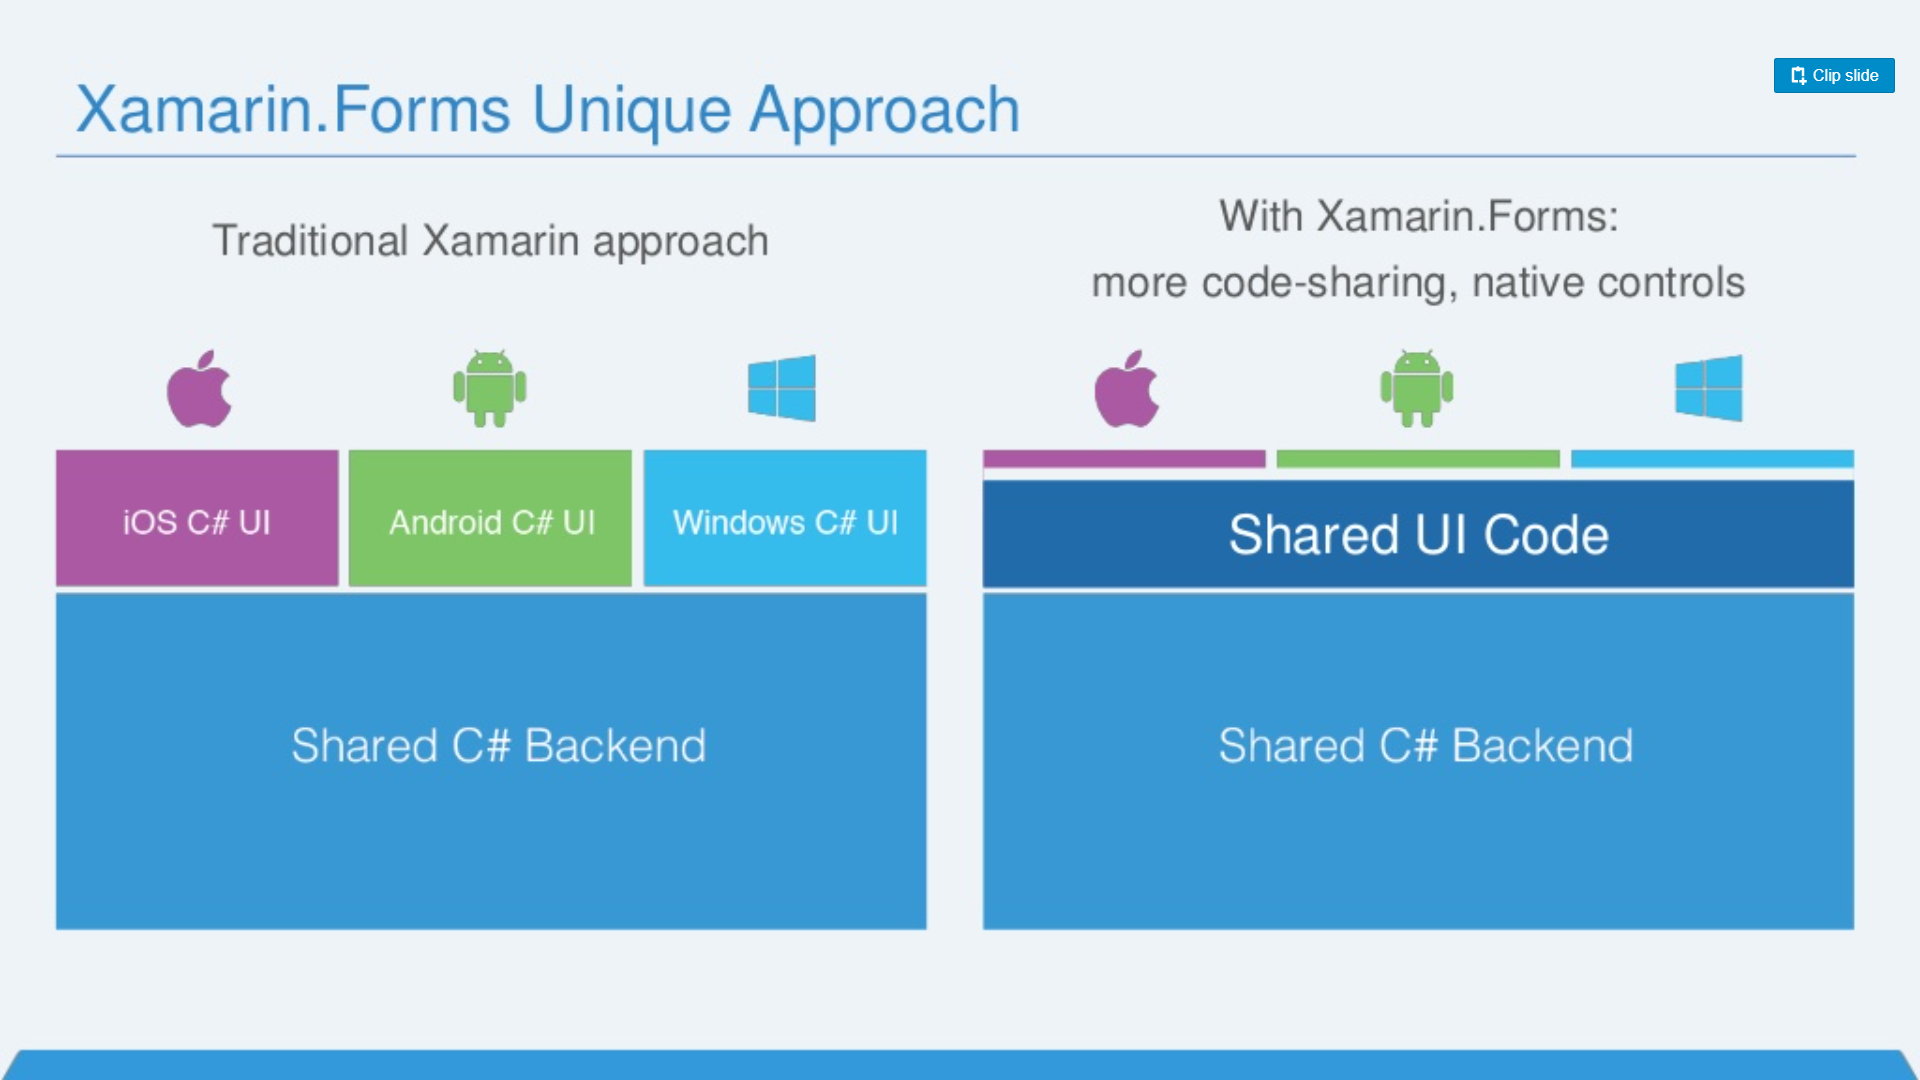 Clip slide
Xamarin.Forms Unique Approach
Traditional Xamarin approach
iOS C# UI
Android C# UI
Windows C# UI
Shared C# Backend
With Xamarin.Forms:
more code-sharing, native controls
Shared UI Code
Shared C# Backend